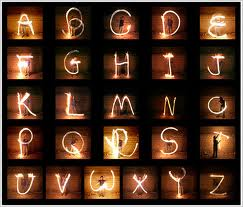 A B C D E
F G H I J
K L M N O
P Q R S T
U V W X Y Z